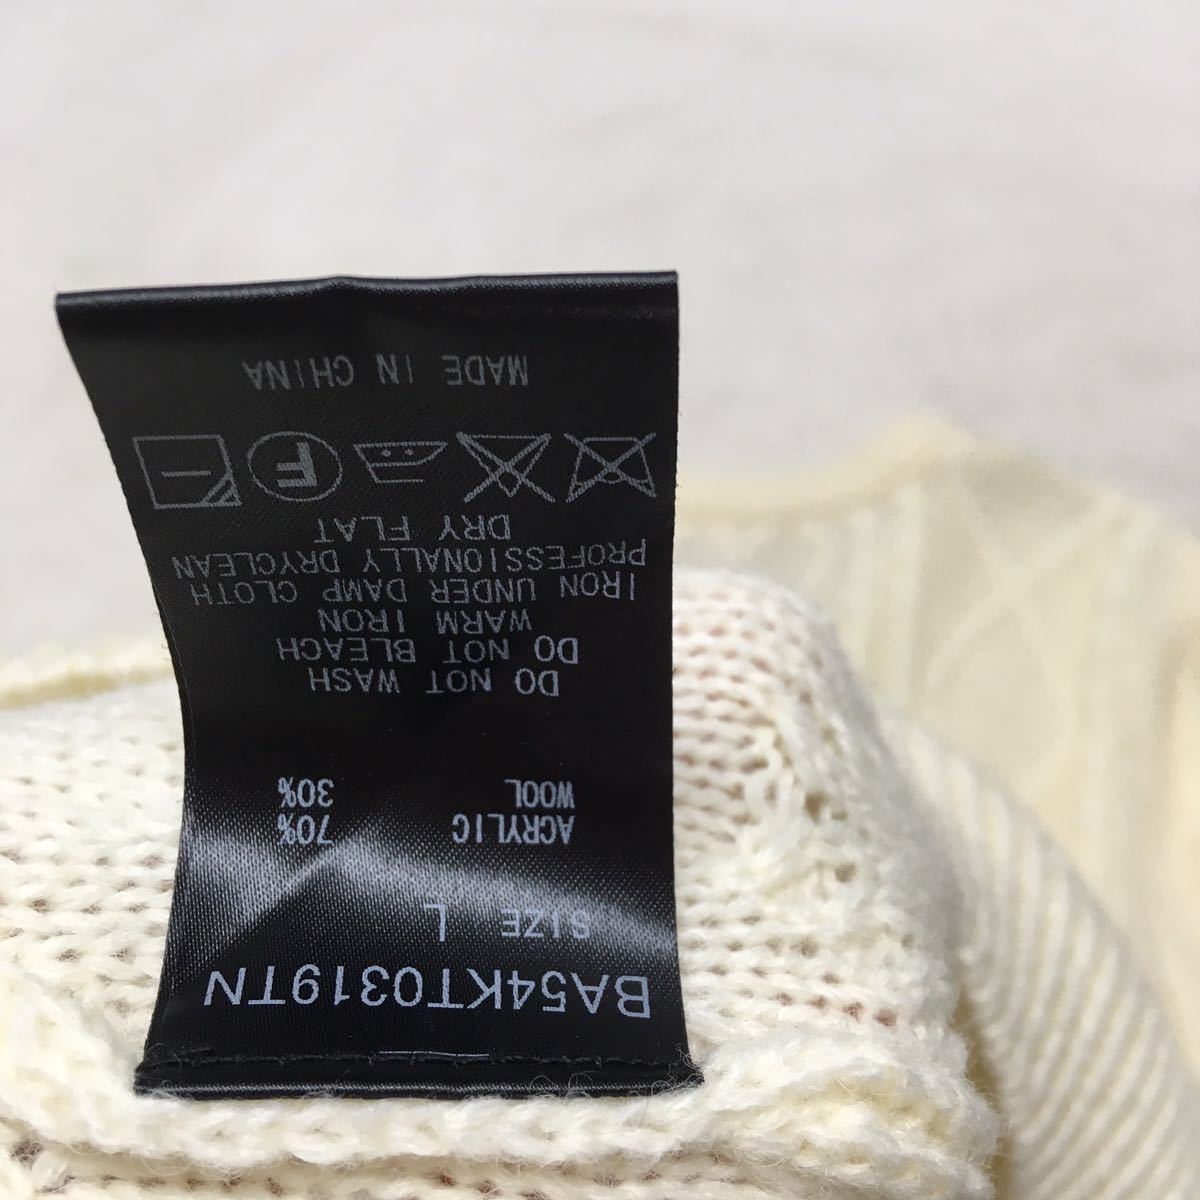 BA54KT0319TN
SIZE L
ACRYLIC 70%
WOOL 30%
DO NOT WASH
DO NOT BLEACH
WARM IRON
IRON UNDER DAMP CLOTH
PROFESSIONALLY DRYCLEAN
DRY FLAT
F
MADE IN CHINA